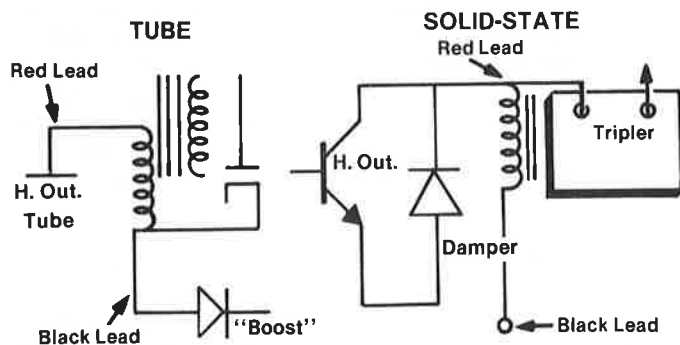 TUBE
Red Lead
H. Out.
Tube
Black Lead
"Boost"
SOLID-STATE
Red Lead
H. Out.
Tripler
Damper
Black Lead